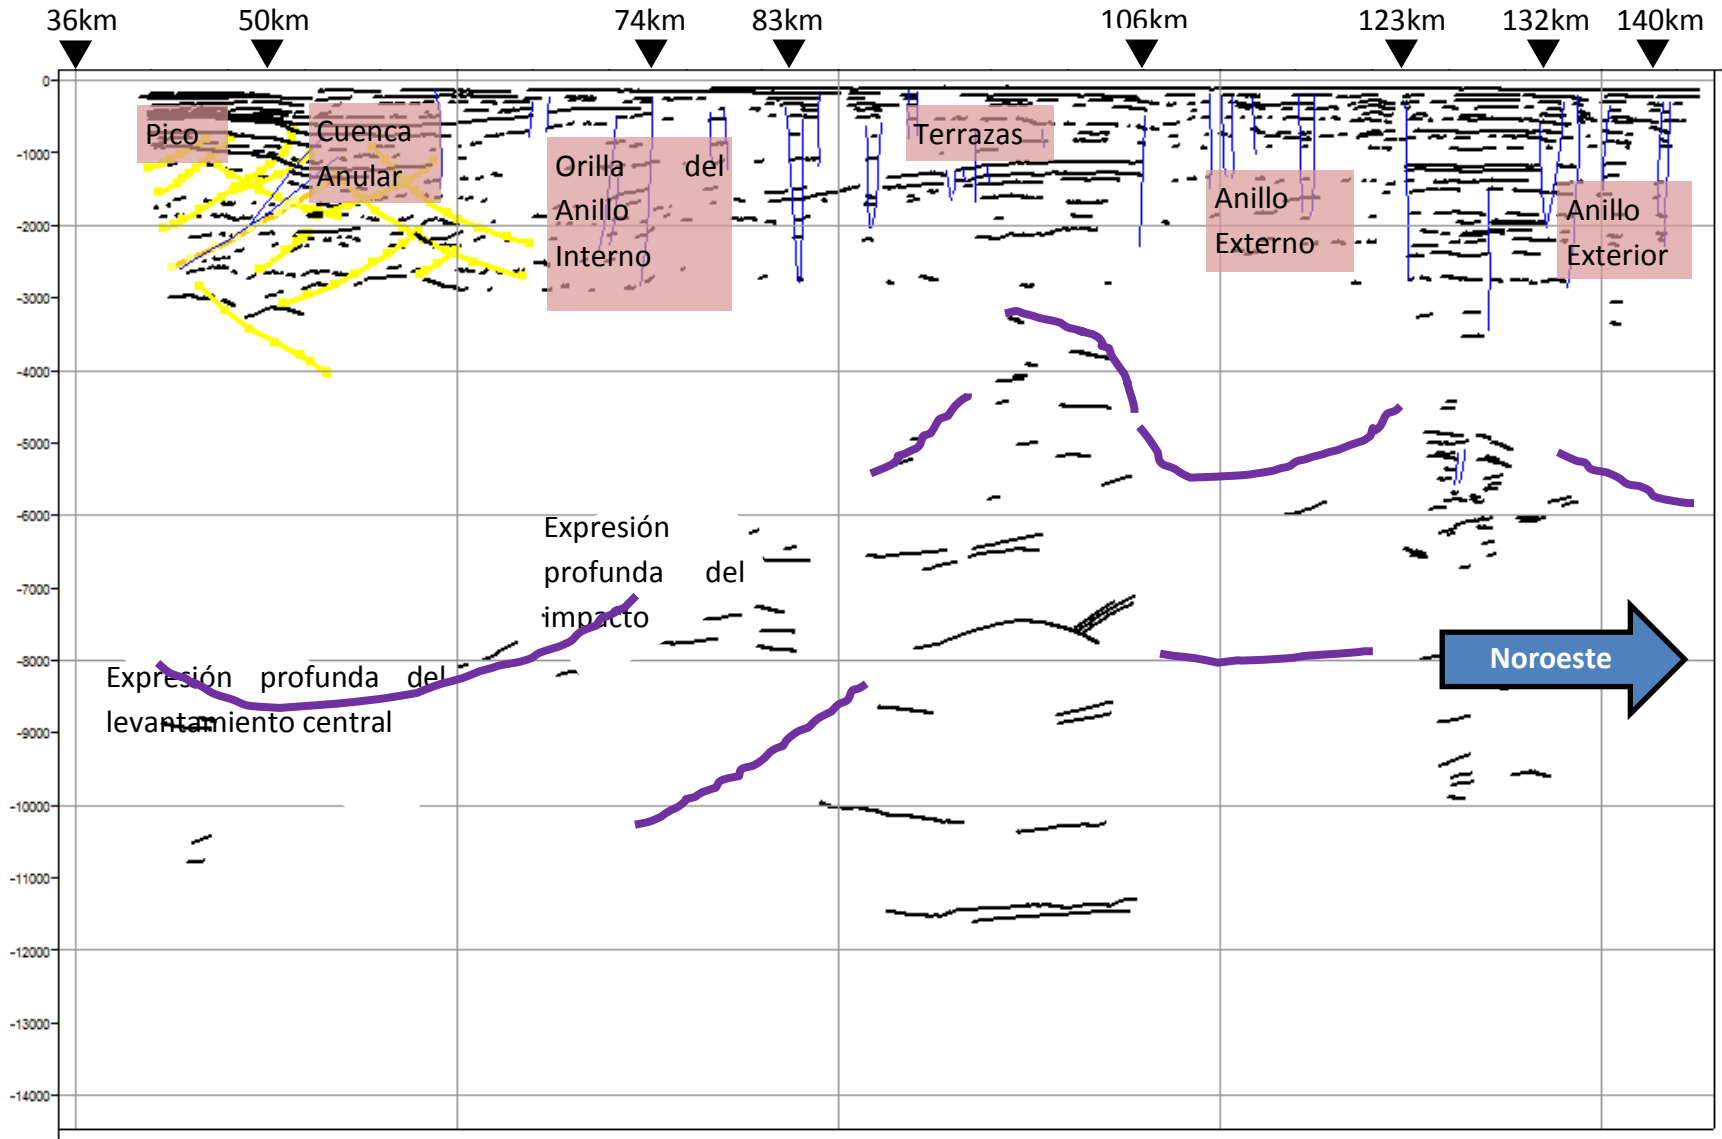 36km 50km 74km 83km 106km 123km 132km 140km
0
-1000
-2000
-3000
-4000
-5000
-6000
-7000
-8000
-9000
-10000
-11000
-12000
-13000
-14000
Pico
Cuenca
Anular
Orilla del
Anillo
Interno
Terrazas
Anillo
Externo
Anillo
Exterior
Expresión
profunda del
impacto
Expresión profunda del
levantamiento central
Noroeste